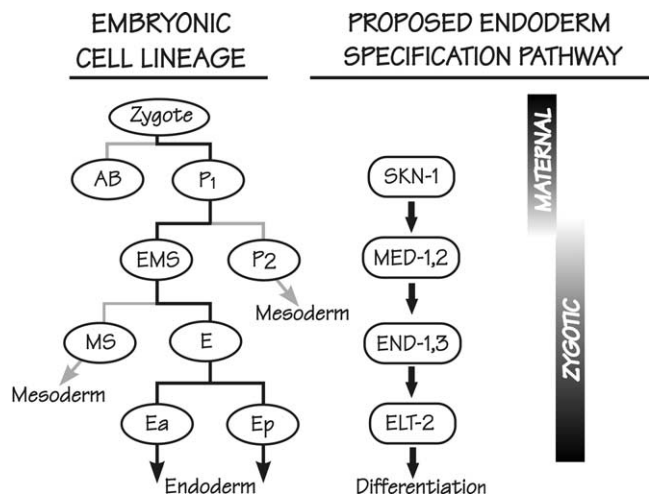 EMBRYONIC
CELL LINEAGE
PROPOSED ENDODERM
SPECIFICATION PATHWAY
Zygote
AB
P1
EMS
P2
Mesoderm
MS
E
Mesoderm
Ea
Ep
Endoderm
SKN-1
MED-1,2
END-1,3
ELT-2
Differentiation
MATERNAL
ZYGOTIC